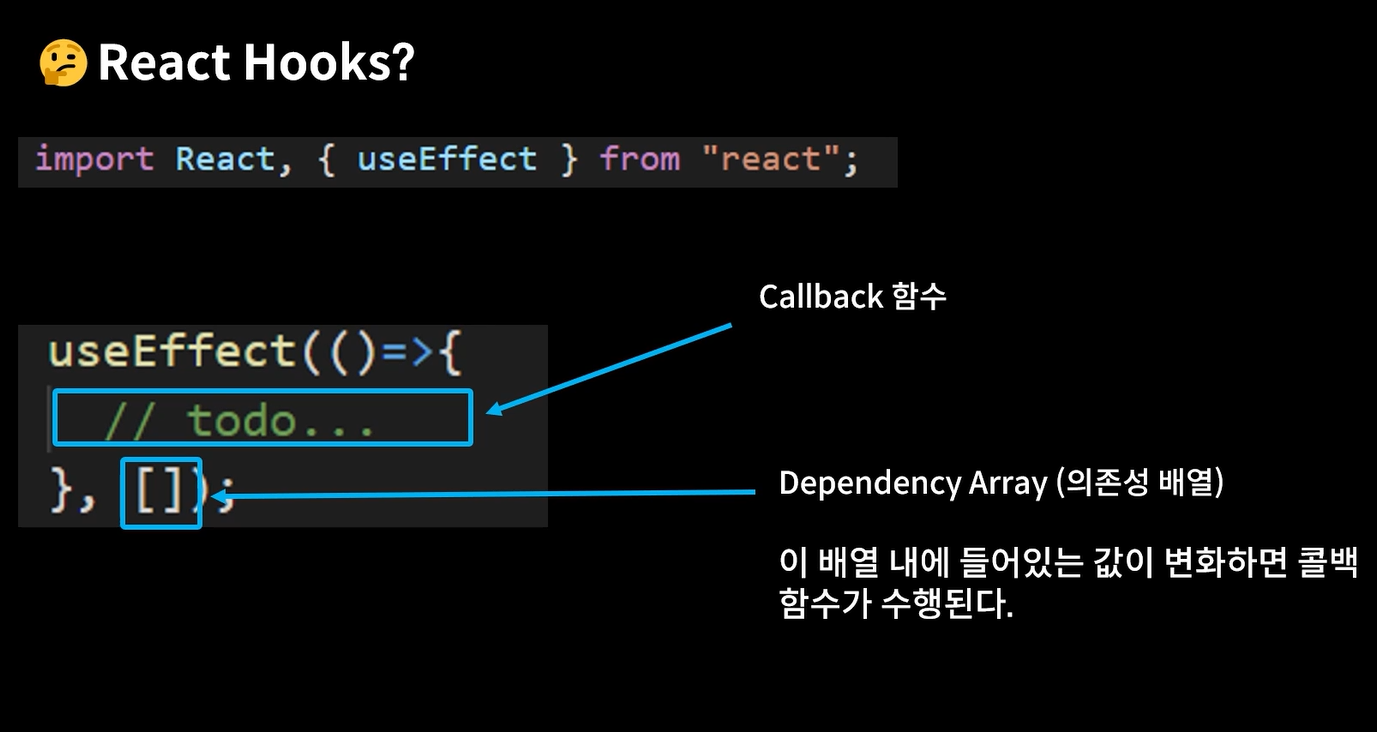 🤔React Hooks?
import React, { useEffect } from "react";
Callback 함수
useEffect(()=>{
// todo...
}, []);
Dependency Array (의존성 배열)
이 배열 내에 들어있는 값이 변화하면 콜백
함수가 수행된다.